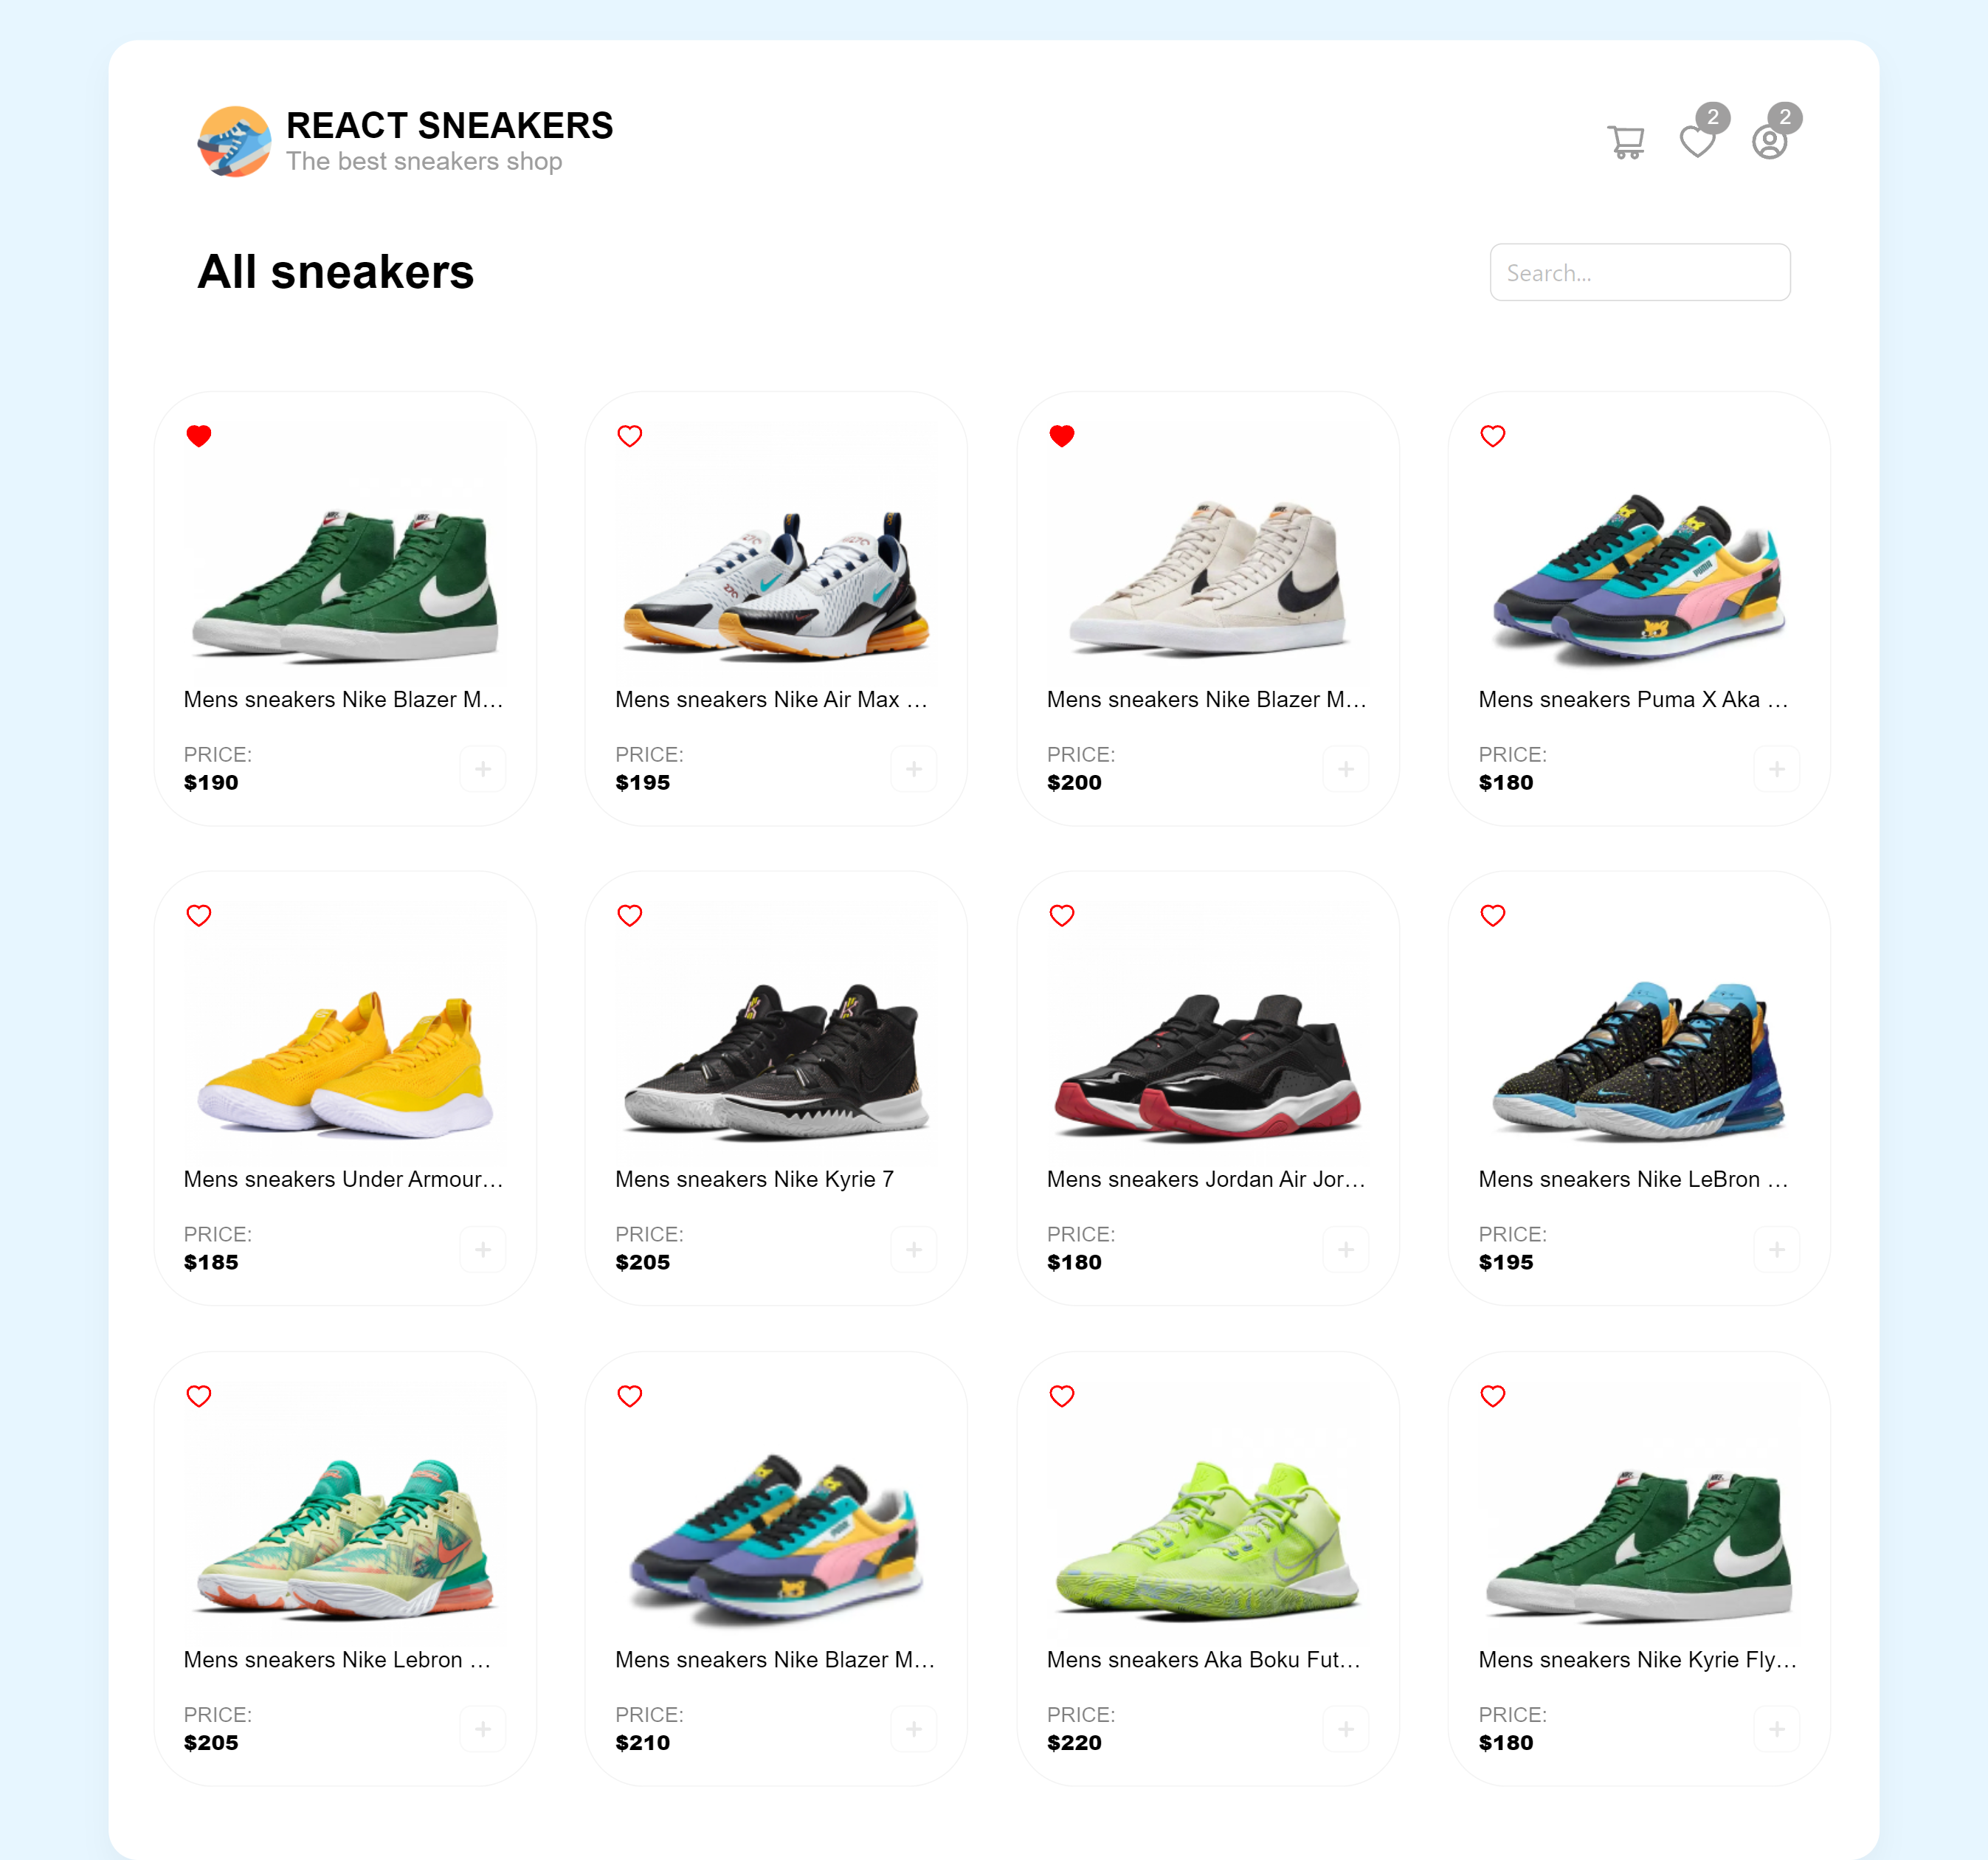 REACT SNEAKERS
The best sneakers shop
2
2
All sneakers
Search...
Mens sneakers Nike Blazer M...
Mens sneakers Nike Air Max ...
Mens sneakers Nike Blazer M...
Mens sneakers Puma X Aka ...
PRICE:
PRICE:
PRICE:
PRICE:
$190
$195
$200
$180
Mens sneakers Under Armour...
Mens sneakers Nike Kyrie 7
Mens sneakers Jordan Air Jor...
Mens sneakers Nike LeBron ...
PRICE:
PRICE:
PRICE:
PRICE:
$185
$205
$180
$195
Mens sneakers Nike Lebron ...
Mens sneakers Nike Blazer M...
Mens sneakers Aka Boku Fut...
Mens sneakers Nike Kyrie Fly...
PRICE:
PRICE:
PRICE:
PRICE:
$205
$210
$220
$180